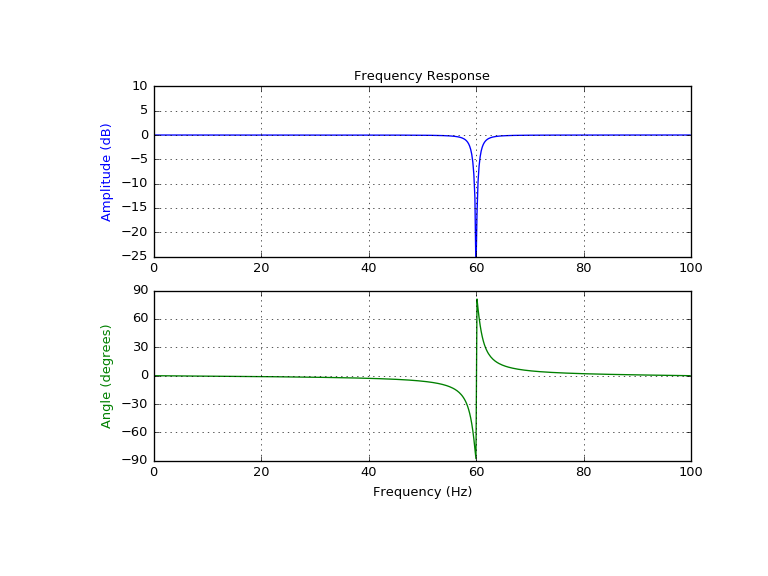 Frequency Response
Amplitude (dB)
10
5
0
−5
−10
−15
−20
−25
0 20 40 60 80 100
Angle (degrees)
90
60
30
0
−30
−60
−90
0 20 40 60 80 100
Frequency (Hz)